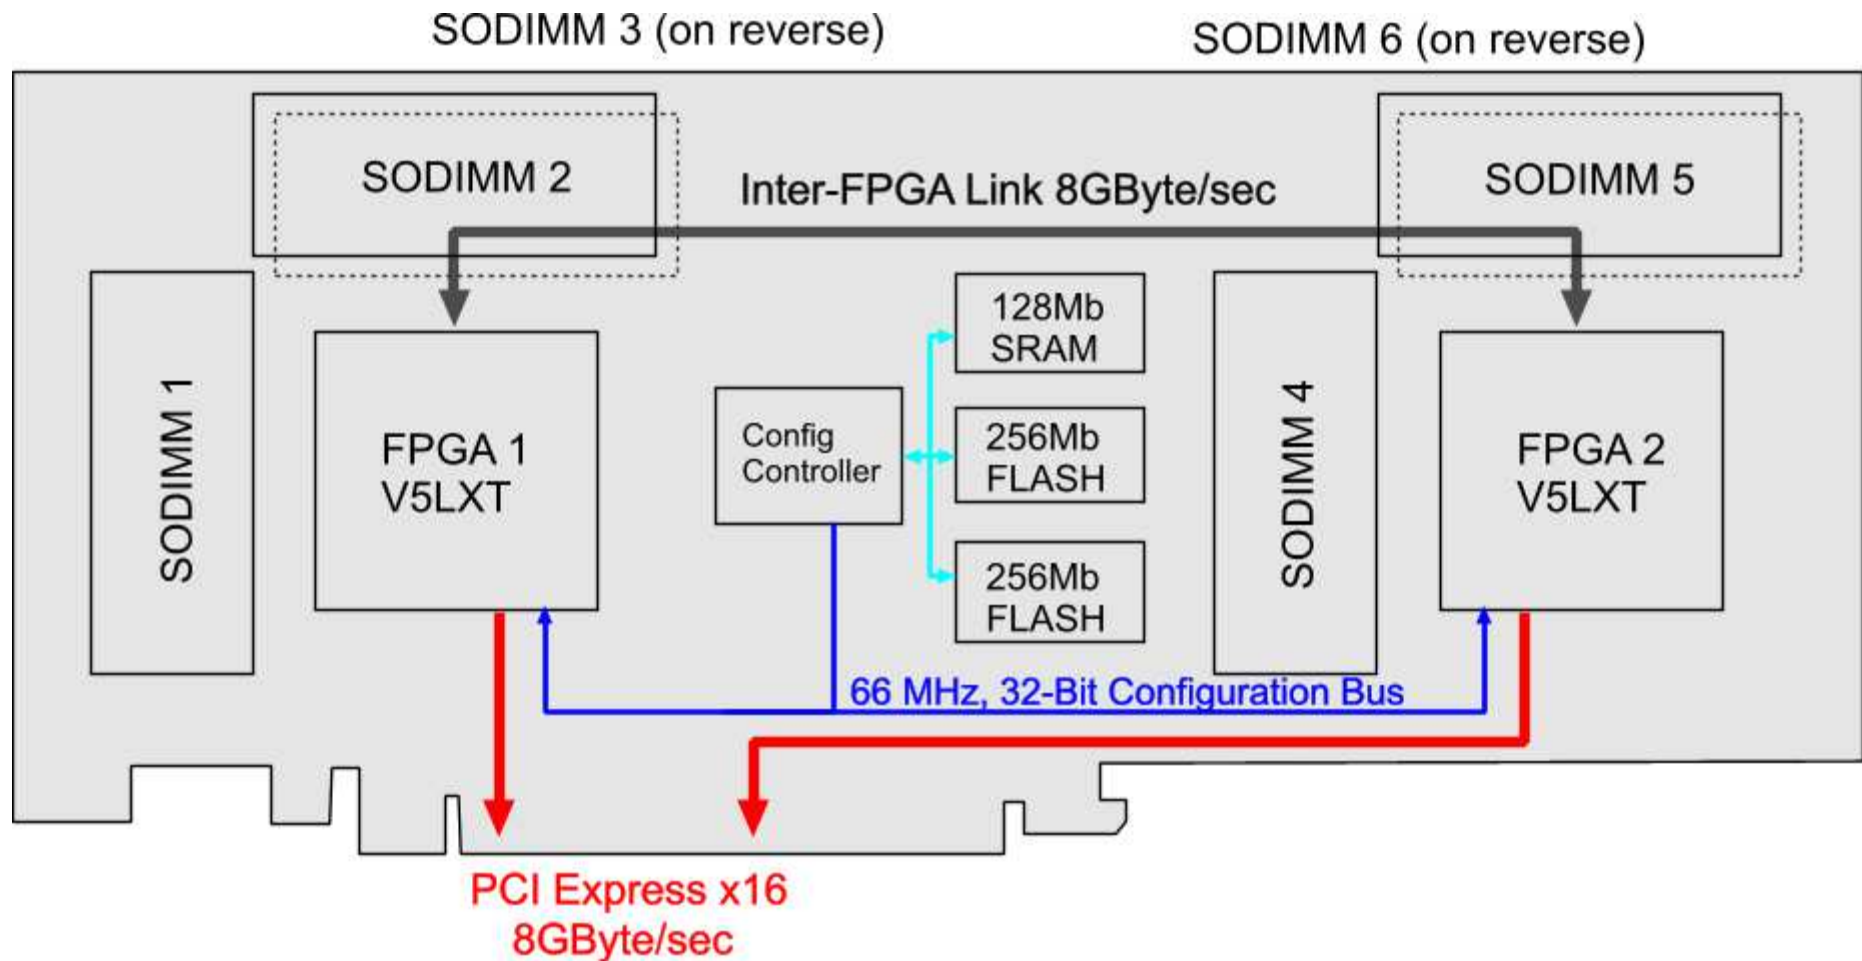 SODIMM 3 (on reverse)
SODIMM 6 (on reverse)
SODIMM 2
Inter-FPGA Link 8GByte/sec
SODIMM 5
SODIMM 1
FPGA 1
V5LXT
Config
Controller
128Mb
SRAM
256Mb
FLASH
256Mb
FLASH
SODIMM 4
FPGA 2
V5LXT
66 MHz, 32-Bit Configuration Bus
PCI Express x16
8GByte/sec